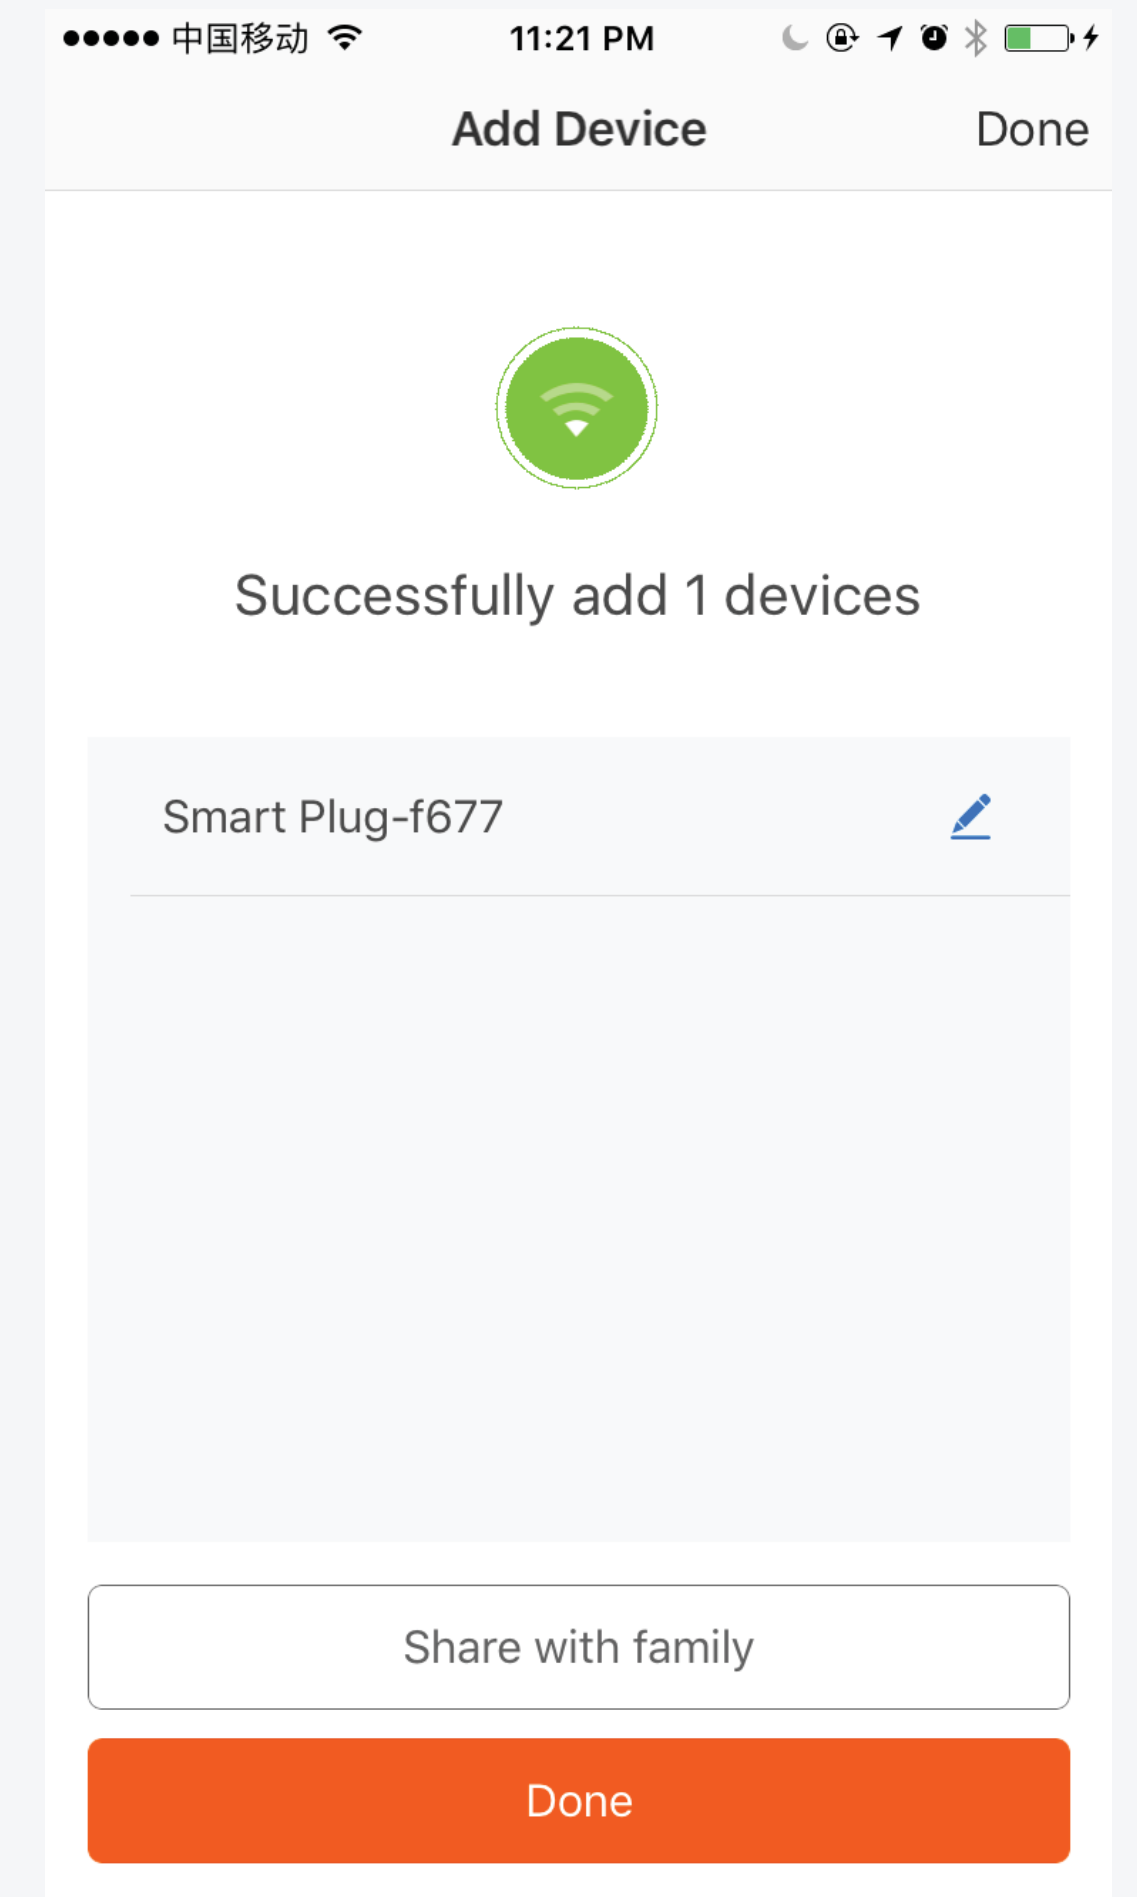 中国移动 11:21 PM
Add Device Done
Successfully add 1 devices
Smart Plug-f677
Share with family
Done